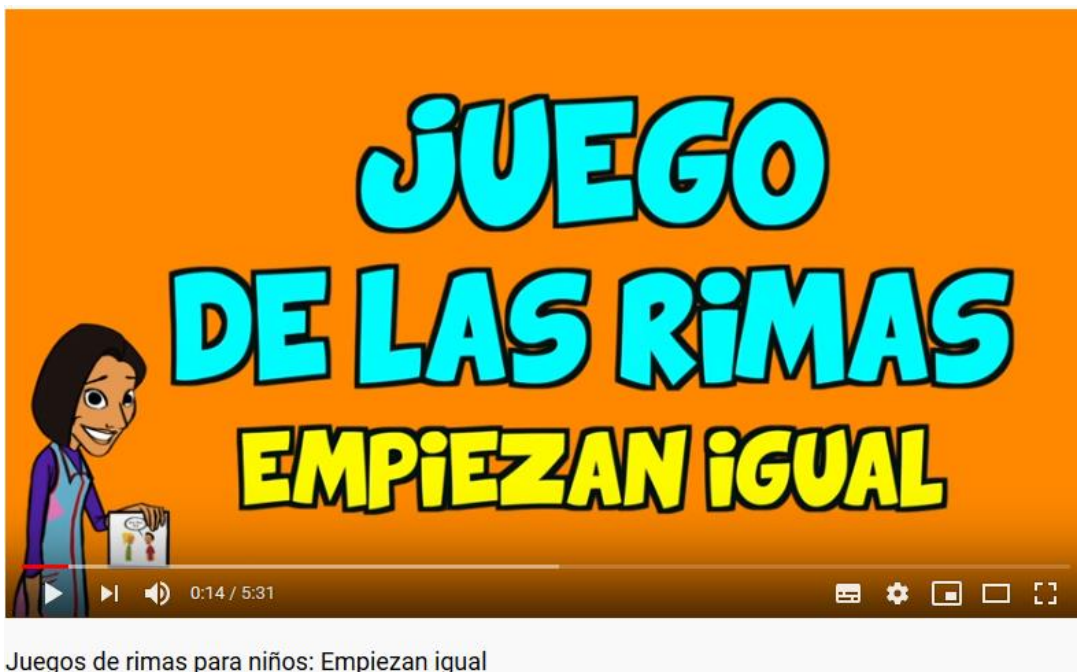 JUEGO
DE LAS RIMAS
EMPIEZAN IGUAL
0:14 / 5:31
Juegos de rimas para niños: Empiezan igual